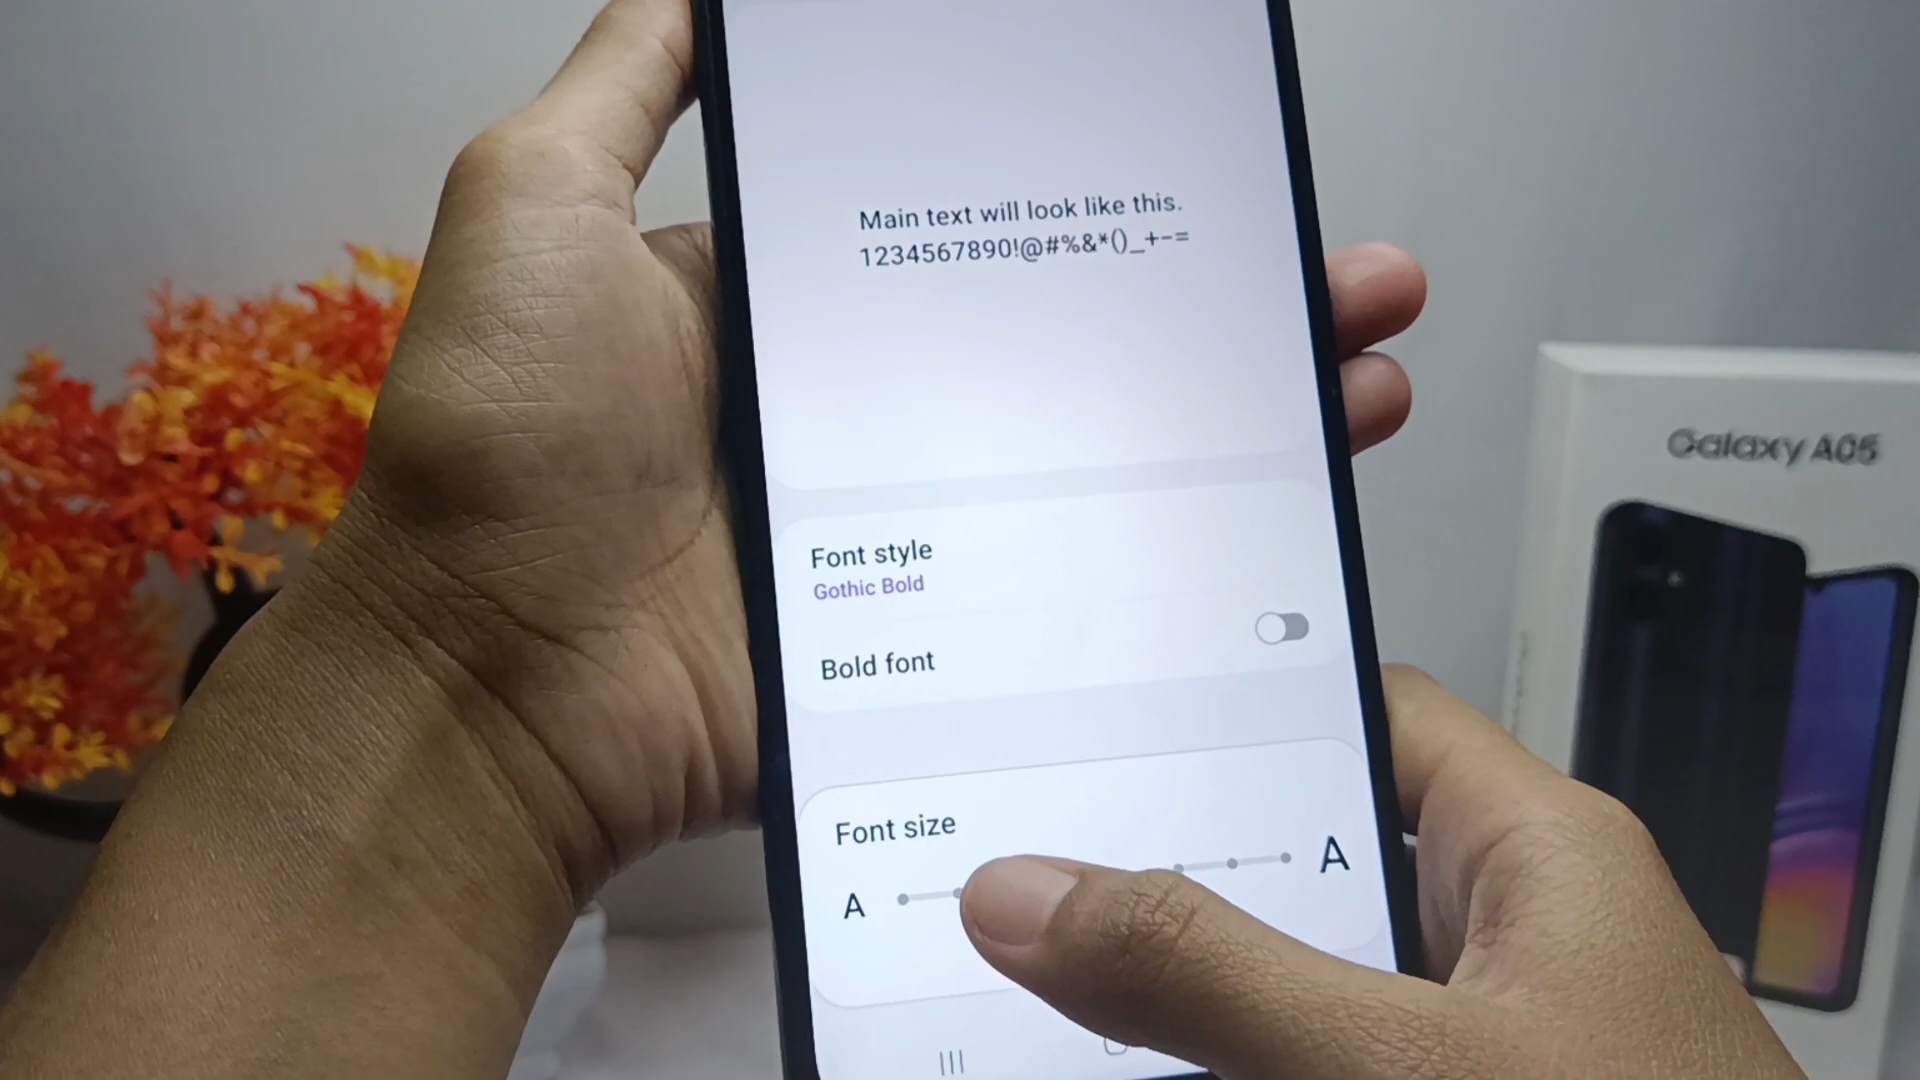 Main text will look like this.
1234567890!@#%&*()_+-=
Font style
Gothic Bold
Bold font
Font size
A
A
Galaxy A05